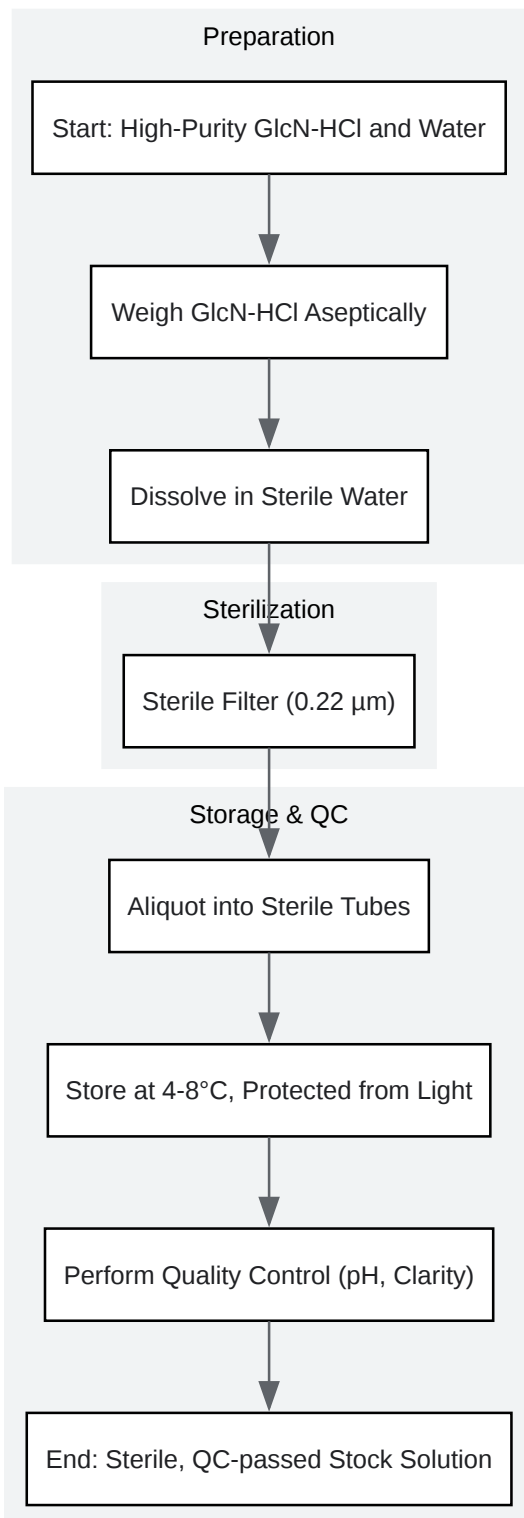 Preparation
Start: High-Purity GlcN-HCl and Water
Weigh GlcN-HCl Aseptically
Dissolve in Sterile Water
Sterilization
Sterile Filter (0.22 µm)
Storage & QC
Aliquot into Sterile Tubes
Store at 4-8°C, Protected from Light
Perform Quality Control (pH, Clarity)
End: Sterile, QC-passed Stock Solution